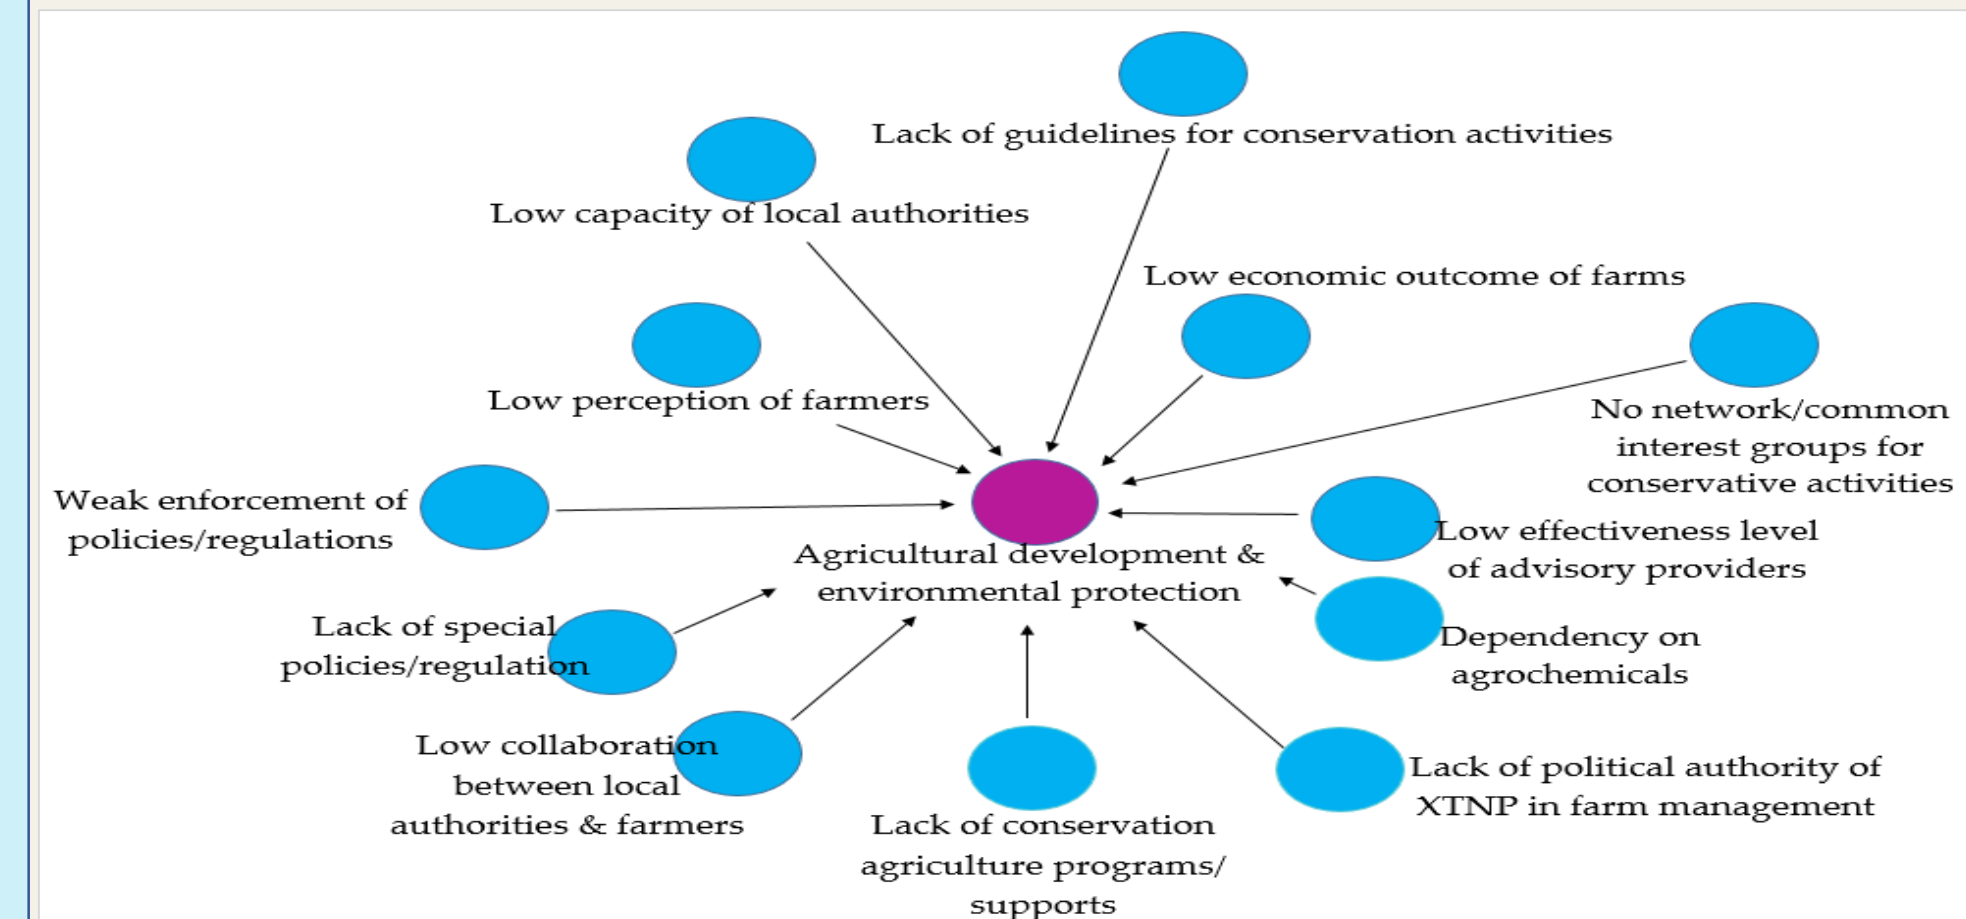 Lack of guidelines for conservation activities
Low capacity of local authorities
Low economic outcome of farms
Low perception of farmers
No network/common
interest groups for
conservative activities
Weak enforcement of
policies/regulations
Low effectiveness level
of advisory providers
Agricultural development &
environmental protection
Lack of special
policies/regulation
Dependency on
agrochemicals
Low collaboration
between local
authorities & farmers
Lack of conservation
agriculture programs/
supports
Lack of political authority of
XTNP in farm management